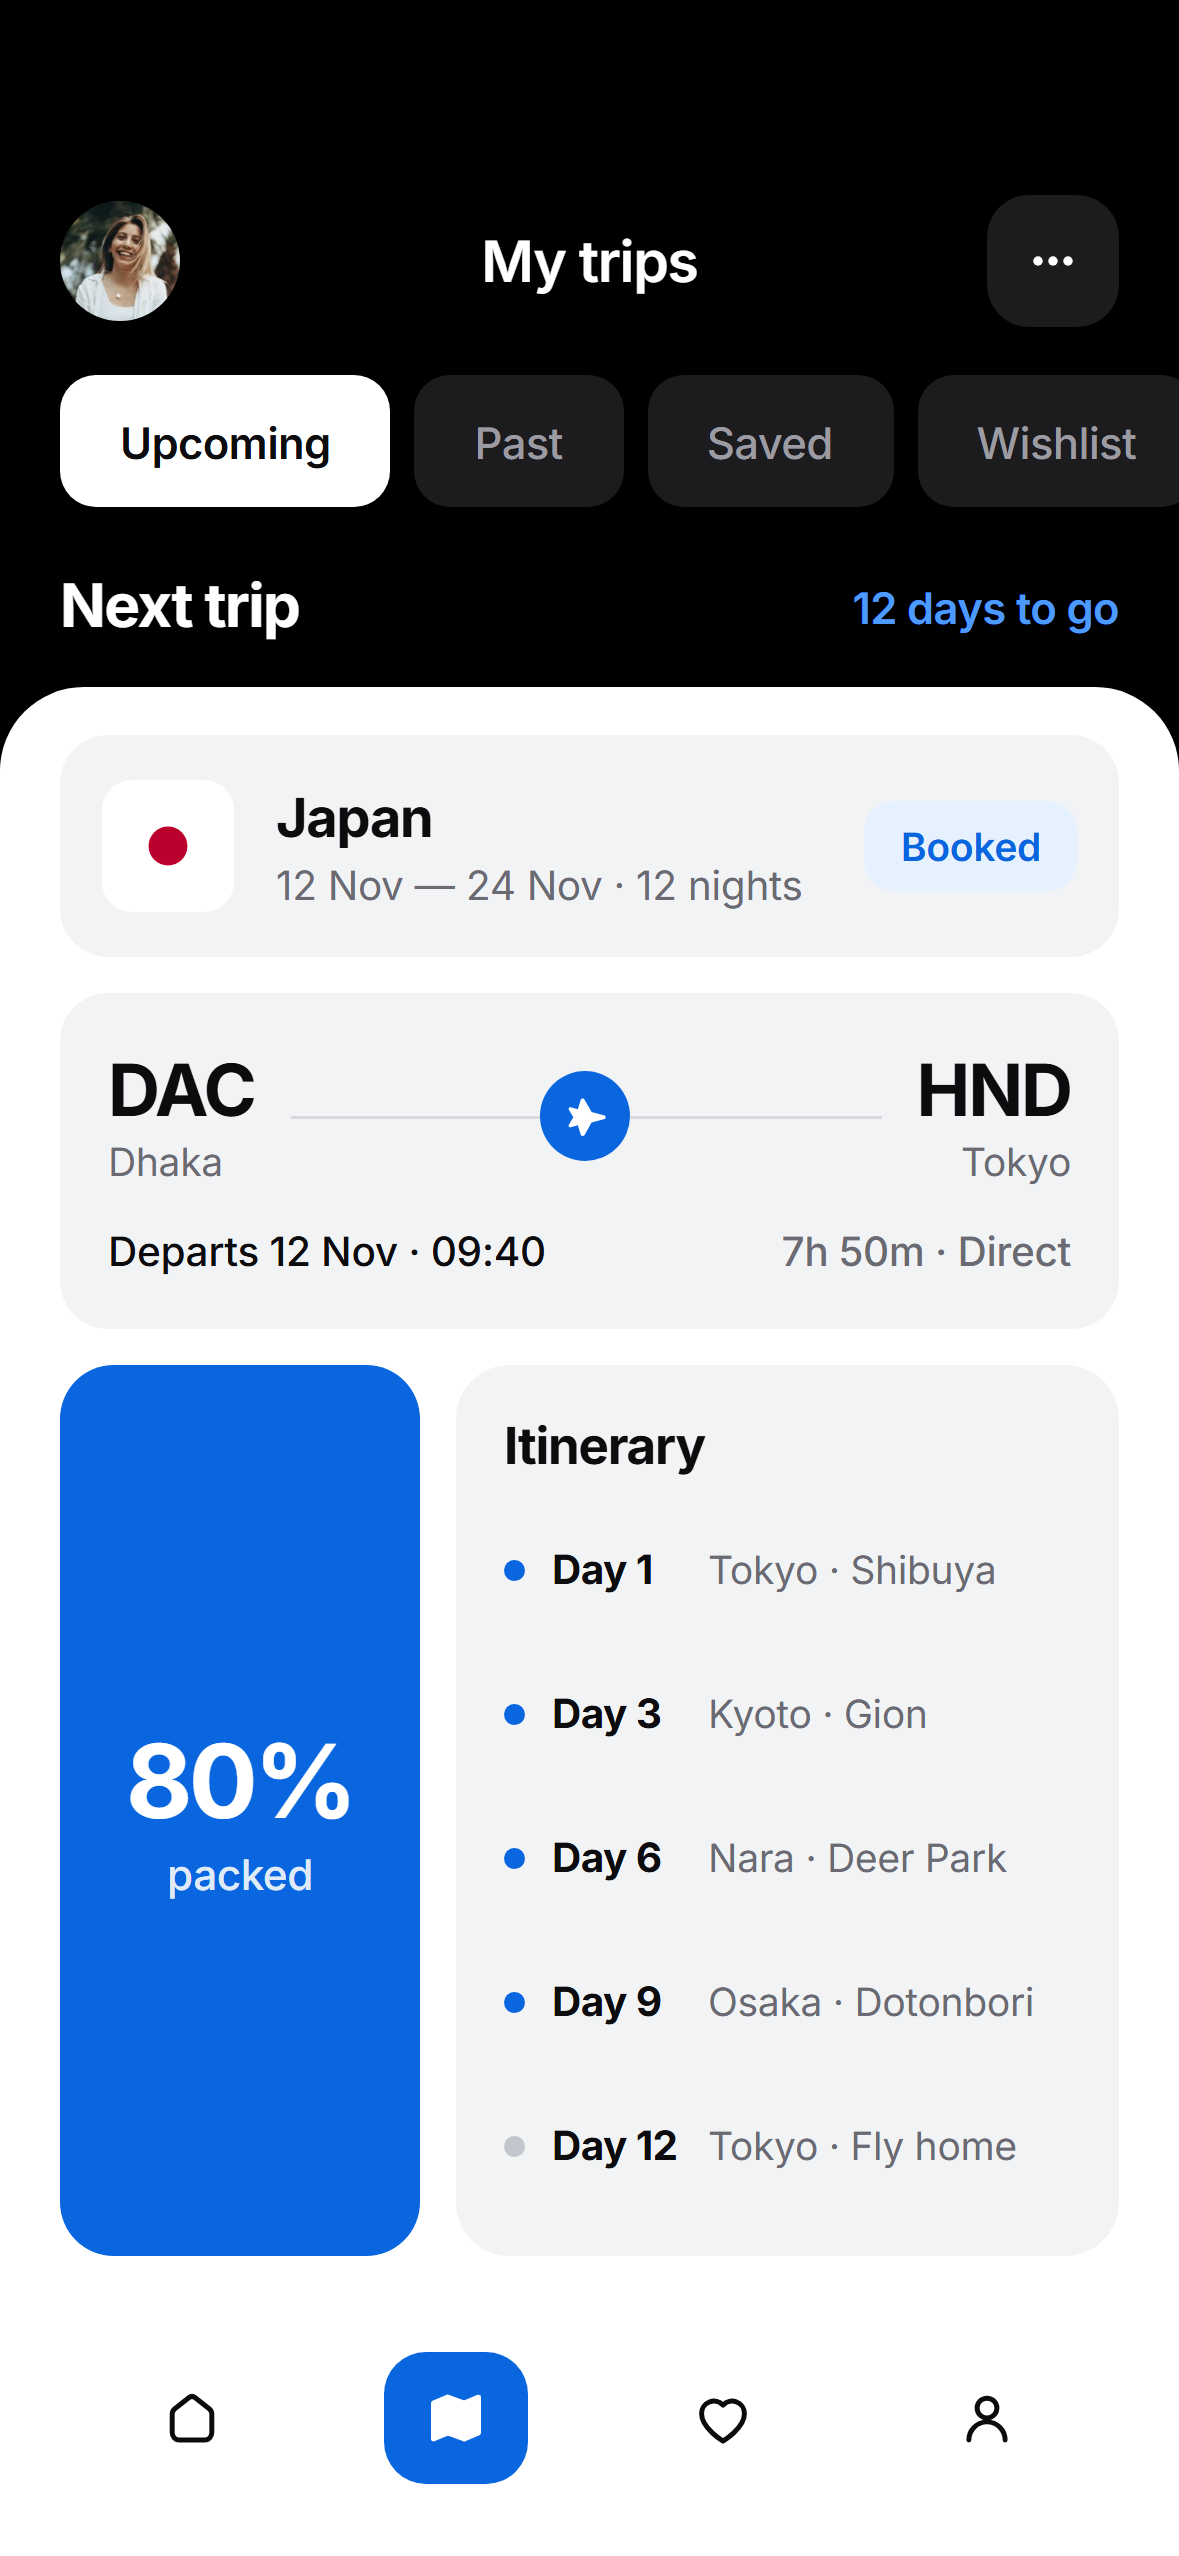 My trips
Upcoming
Past
Saved
Wishlist
Next trip
12 days to go
Japan
12 Nov — 24 Nov · 12 nights
Booked
DAC
HND
Dhaka
Tokyo
Departs 12 Nov · 09:40
7h 50m · Direct
80%
packed
Itinerary
Day 1 Tokyo · Shibuya
Day 3 Kyoto · Gion
Day 6 Nara · Deer Park
Day 9 Osaka · Dotonbori
Day 12 Tokyo · Fly home